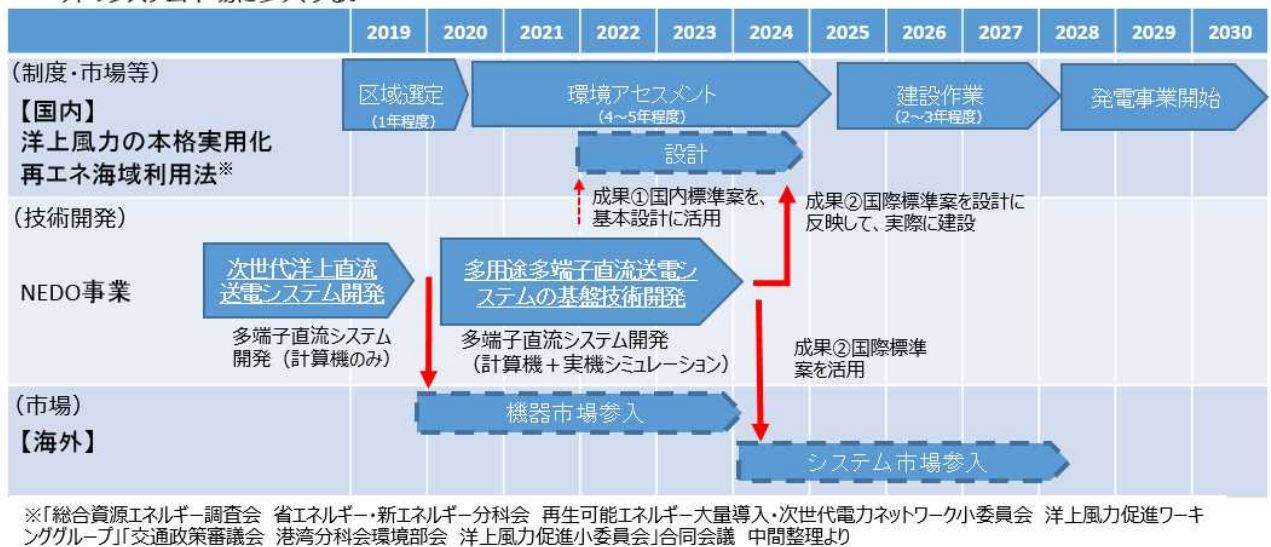 2019 2020 2021 2022 2023 2024 2025 2026 2027 2028 2029 2030
(制度・市場等)
【国内】
洋上風力の本格実用化
再エネ海域利用法※
区域選定
(1年程度)
環境アセスメント
(4~5年程度)
建設作業
(2~3年程度)
発電事業開始
設計
成果①国内標準案を、
基本設計に活用
成果②国際標準案を設計に
反映して、実際に建設
(技術開発)
NEDO事業
次世代洋上直流
送電システム開発
多端子直流システム
開発(計算機のみ)
多用途多端子直流送電シ
ステムの基盤技術開発
多端子直流システム開発
(計算機+実機シミュレーション)
成果②国際標準
案を活用
(市場)
【海外】
機器市場参入
システム市場参入
※「総合資源エネルギー調査会 省エネルギー・新エネルギー分科会 再生可能エネルギー大量導入・次世代電力ネットワーク小委員会 洋上風力促進ワーキ
ンググループ」「交通政策審議会 港湾分科会環境部会 洋上風力促進小委員会」合同会議 中間整理より